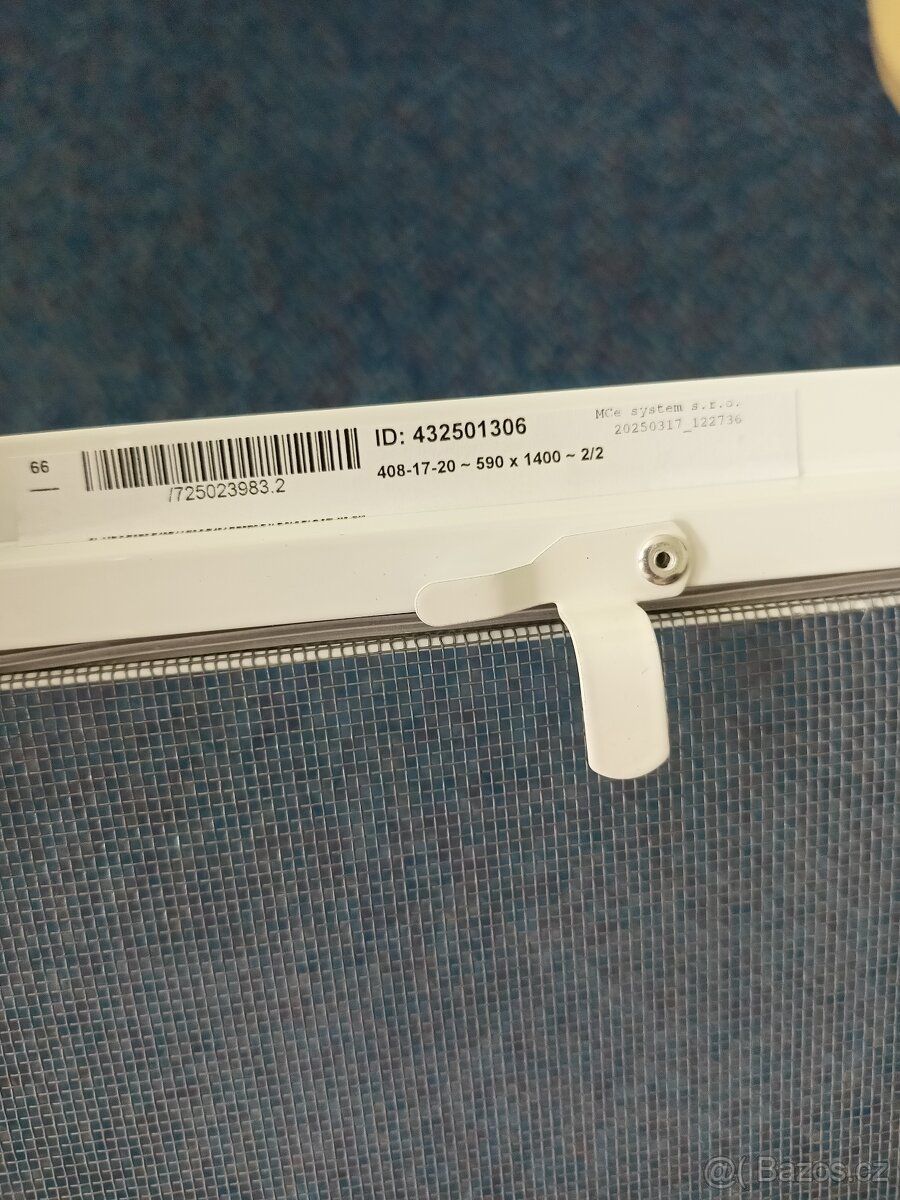 66
/725023983.2
ID: 432501306
408-17-20 ~ 590 x 1400 ~ 2/2
MCe system s.r.o.
20250317_122736
@( Bazos.cz